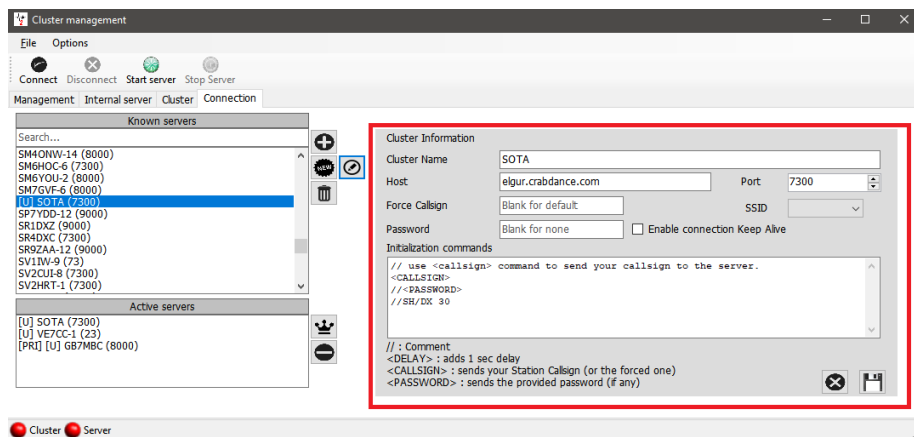 Cluster management
File Options
Connect Disconnect Start server Stop Server
Management Internal server Cluster Connection
Known servers
Search...
SM4ONW-14 (8000)
SM6HOC-6 (7300)
SM6YOU-2 (8000)
SM7GVF-6 (8000)
[U] SOTA (7300)
SP7YDD-12 (9000)
SR1DXZ (9000)
SR4DXC (7300)
SR9ZAA-12 (9000)
SV1IW-9 (73)
SV2CUI-8 (7300)
SV2HRT-1 (7300)
NEW
Active servers
[U] SOTA (7300)
[U] VE7CC-1 (23)
[PRI] [U] GB7MBC (8000)
Cluster Information
Cluster Name SOTA
Host elgur.crabdance.com Port 7300
Force Callsign Blank for default SSID
Password Blank for none Enable connection Keep Alive
Initialization commands
// use <callsign> command to send your callsign to the server.
<CALLSIGN>
//<PASSWORD>
//SH/DX 30
// : Comment
<DELAY> : adds 1 sec delay
<CALLSIGN> : sends your Station Callsign (or the forced one)
<PASSWORD> : sends the provided password (if any)
Cluster Server